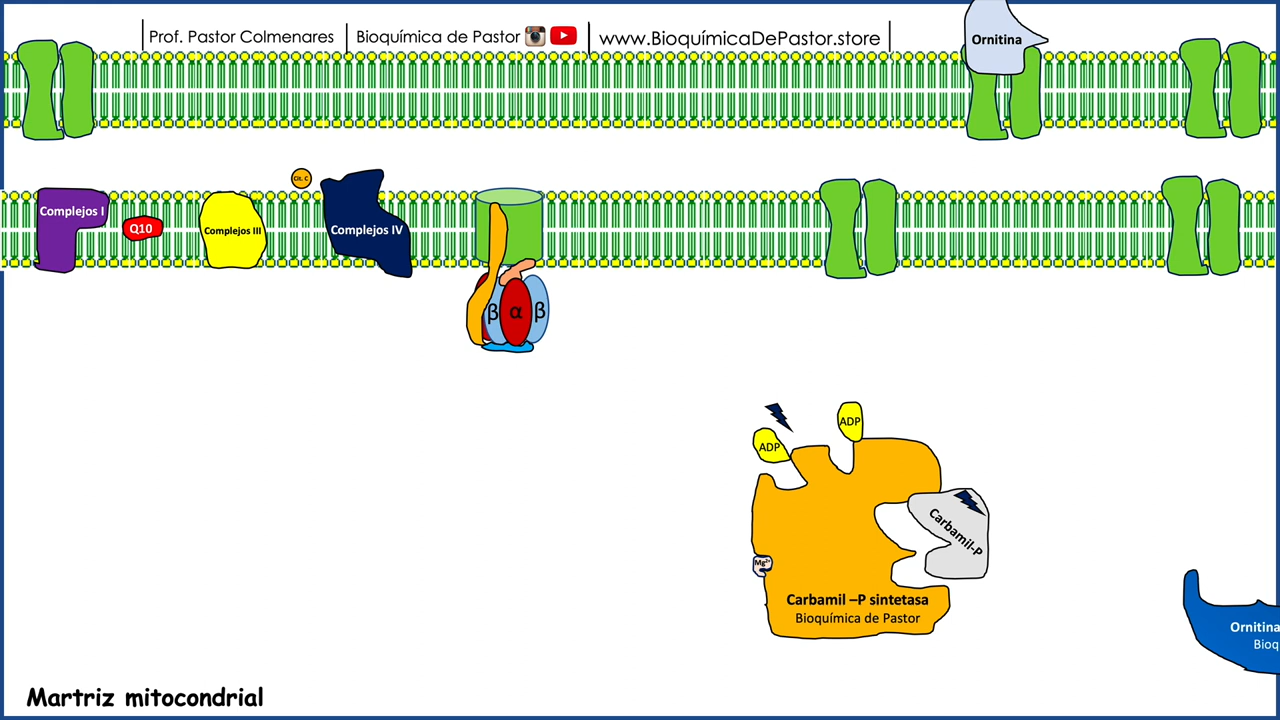 Prof. Pastor Colmenares
Bioquímica de Pastor
www.BioquímicaDePastor.store
Ornitina
Cit. C
Complejos I
Q10
Complejos III
Complejos IV
β
α
β
ADP
ADP
Carbamil-P
Mg²⁺
Carbamil –P sintetasa
Bioquímica de Pastor
Ornitina
Bioq
Martriz mitocondrial